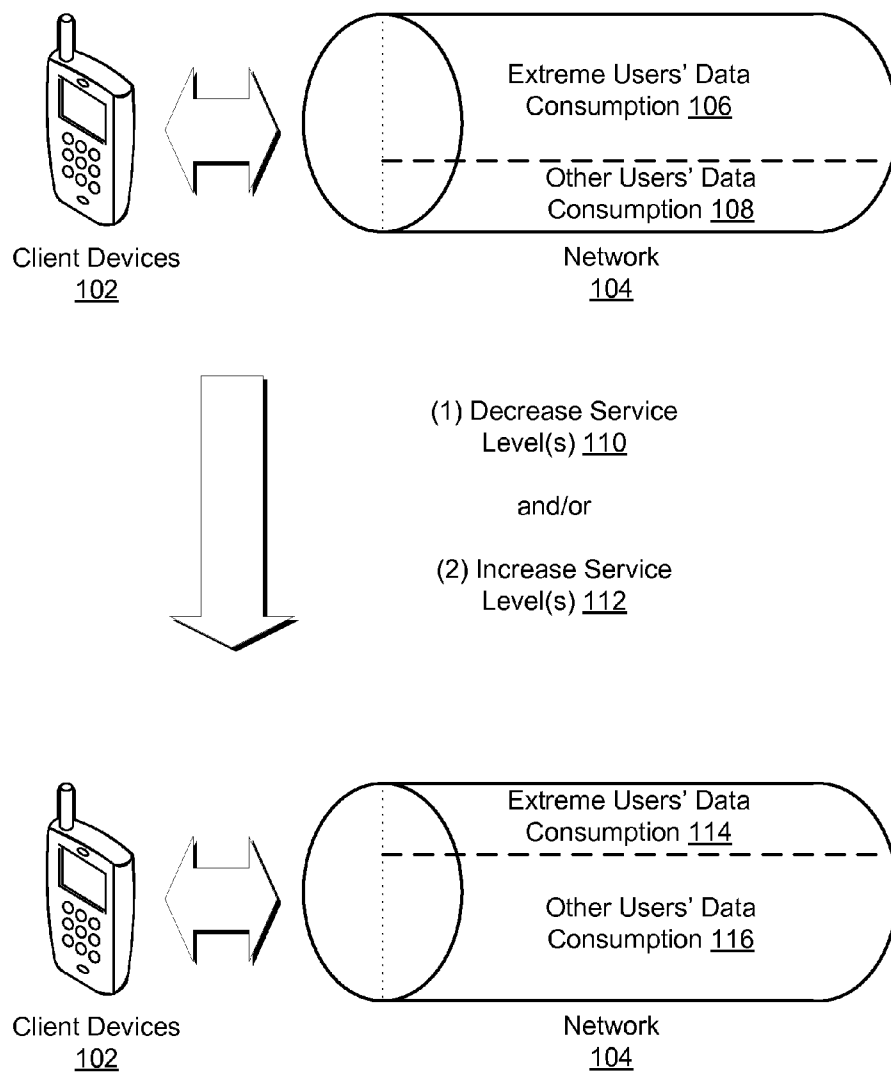 Extreme Users' Data
Consumption 106
Other Users' Data
Consumption 108
Client Devices
102
Network
104
(1) Decrease Service
Level(s) 110
and/or
(2) Increase Service
Level(s) 112
Extreme Users' Data
Consumption 114
Other Users' Data
Consumption 116
Client Devices
102
Network
104